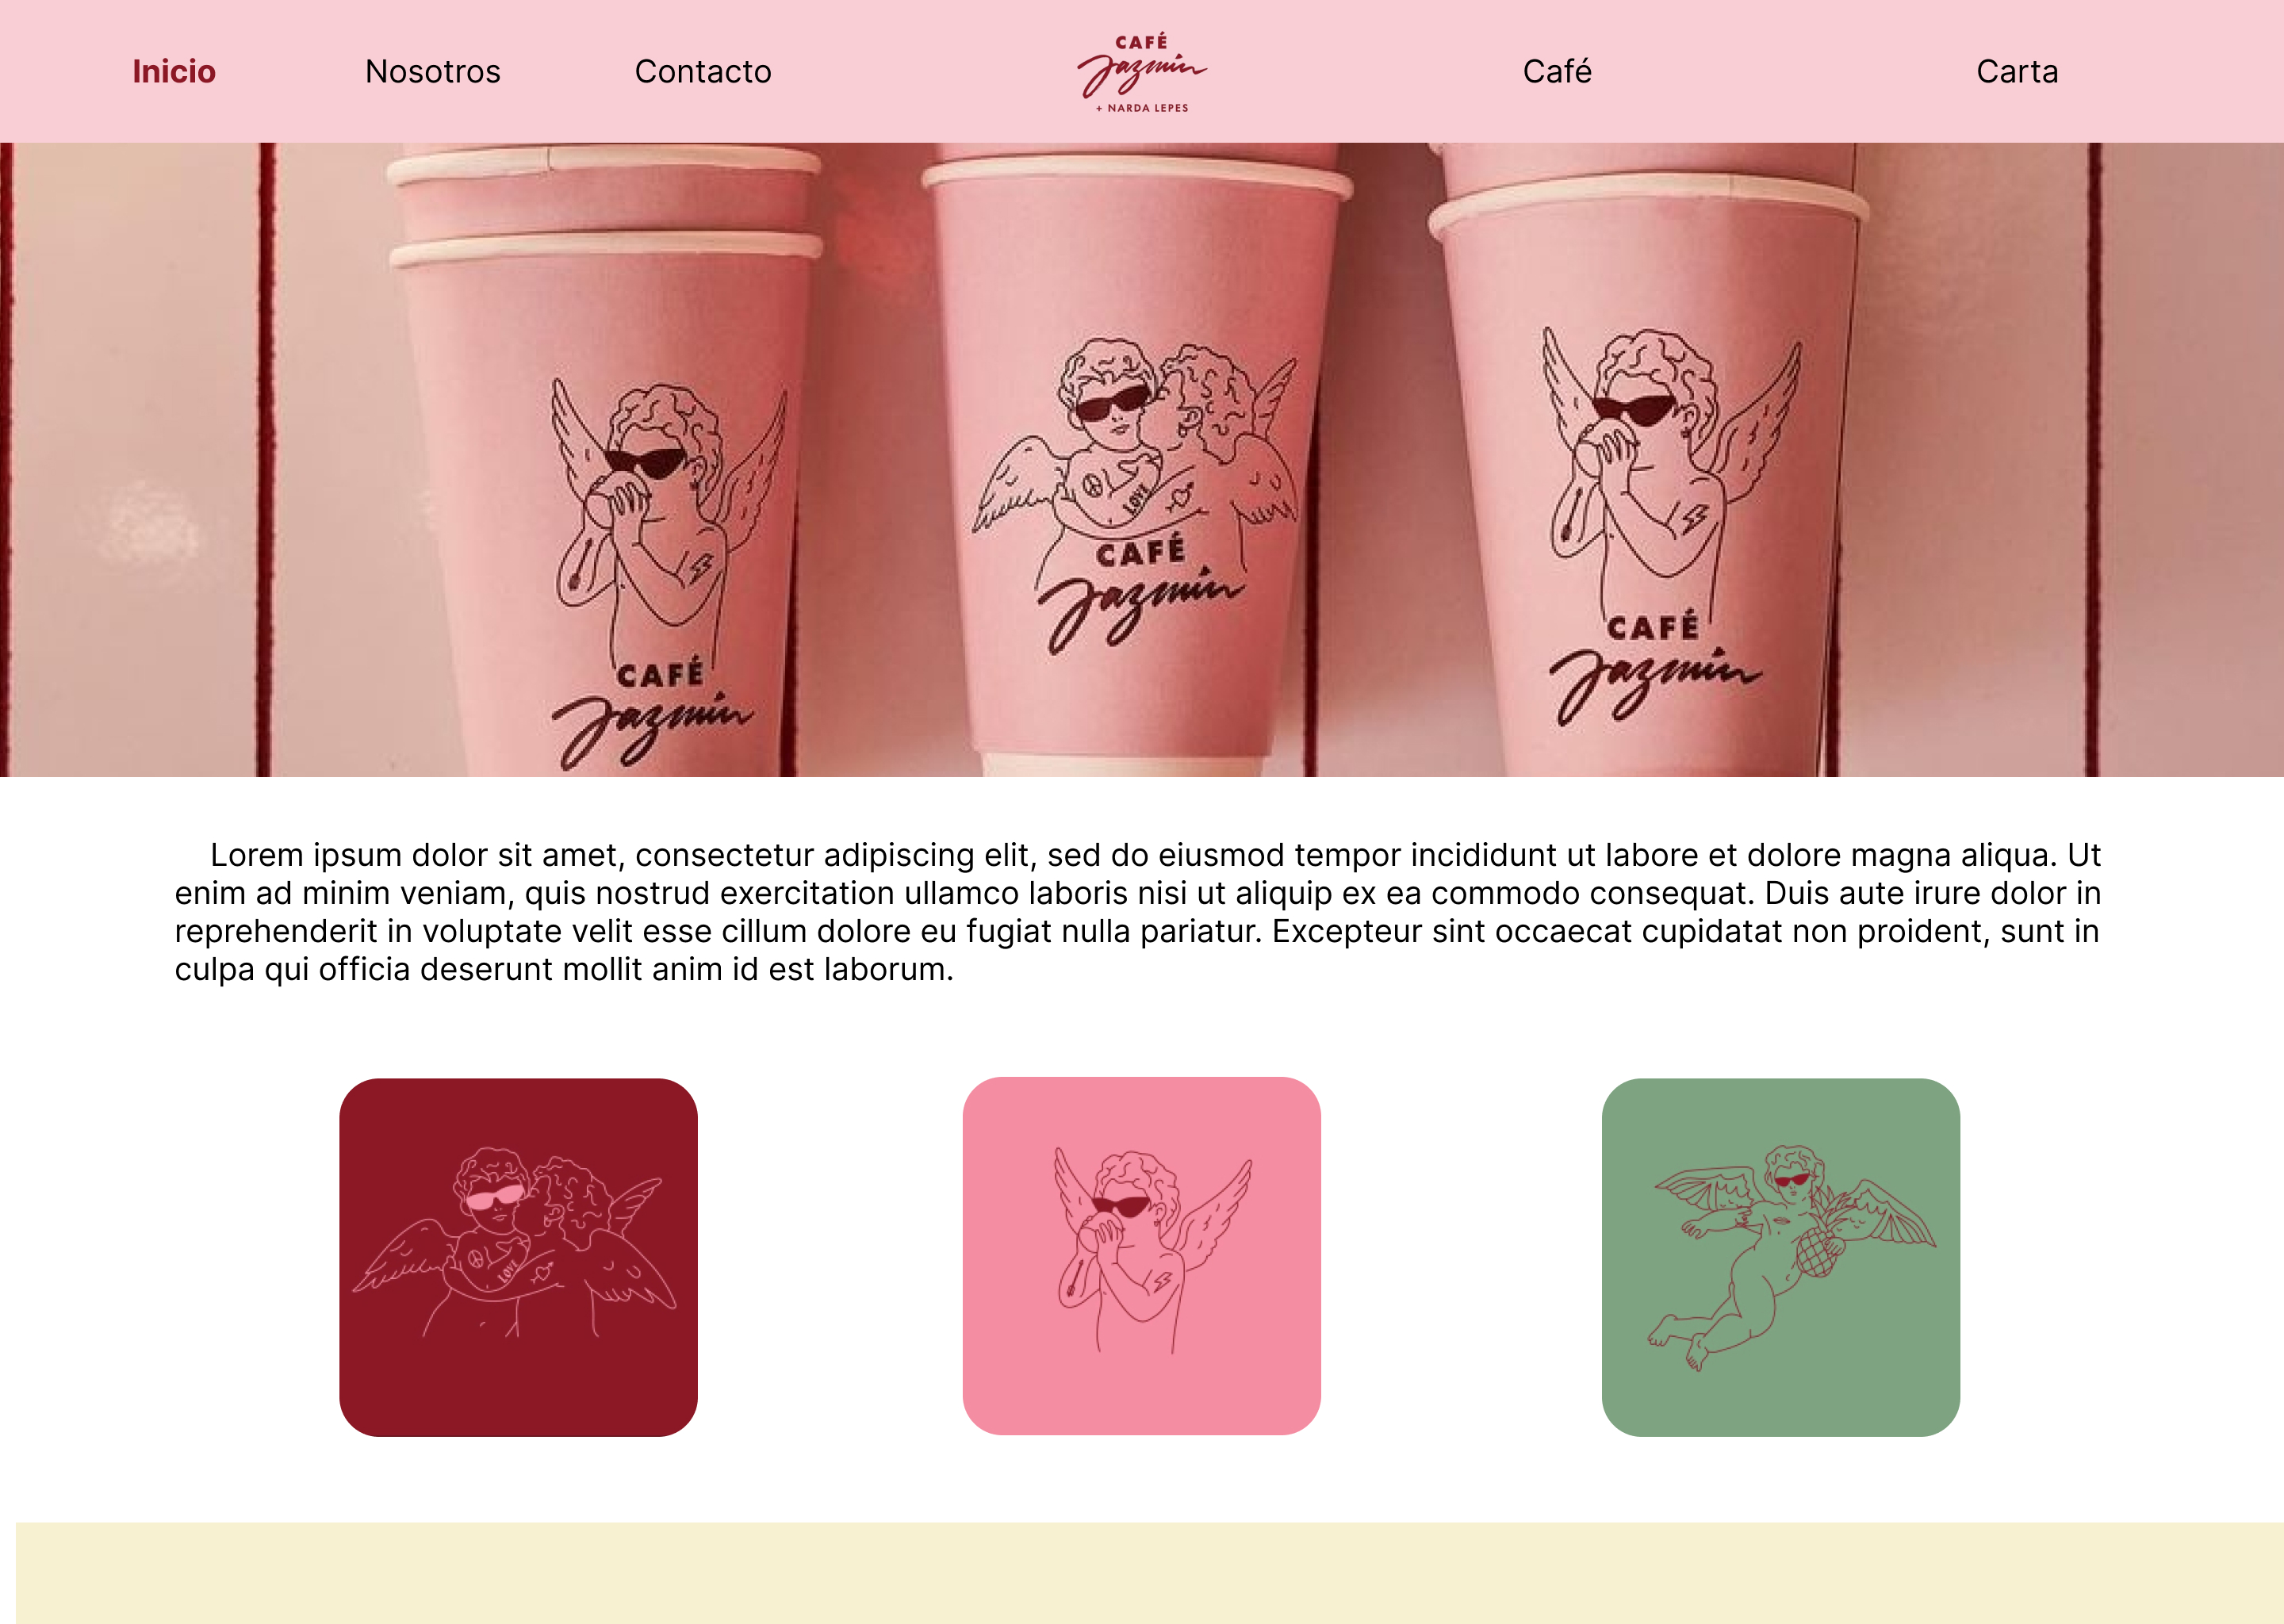 Inicio
Nosotros
Contacto
CAFÉ
Jazmín
+ NARDA LEPES
Café
Carta
CAFÉ
Jazmín
LOVE
CAFÉ
Jazmín
CAFÉ
Jazmín
Lorem ipsum dolor sit amet, consectetur adipiscing elit, sed do eiusmod tempor incididunt ut labore et dolore magna aliqua. Ut
enim ad minim veniam, quis nostrud exercitation ullamco laboris nisi ut aliquip ex ea commodo consequat. Duis aute irure dolor in
reprehenderit in voluptate velit esse cillum dolore eu fugiat nulla pariatur. Excepteur sint occaecat cupidatat non proident, sunt in
culpa qui officia deserunt mollit anim id est laborum.
LOVE